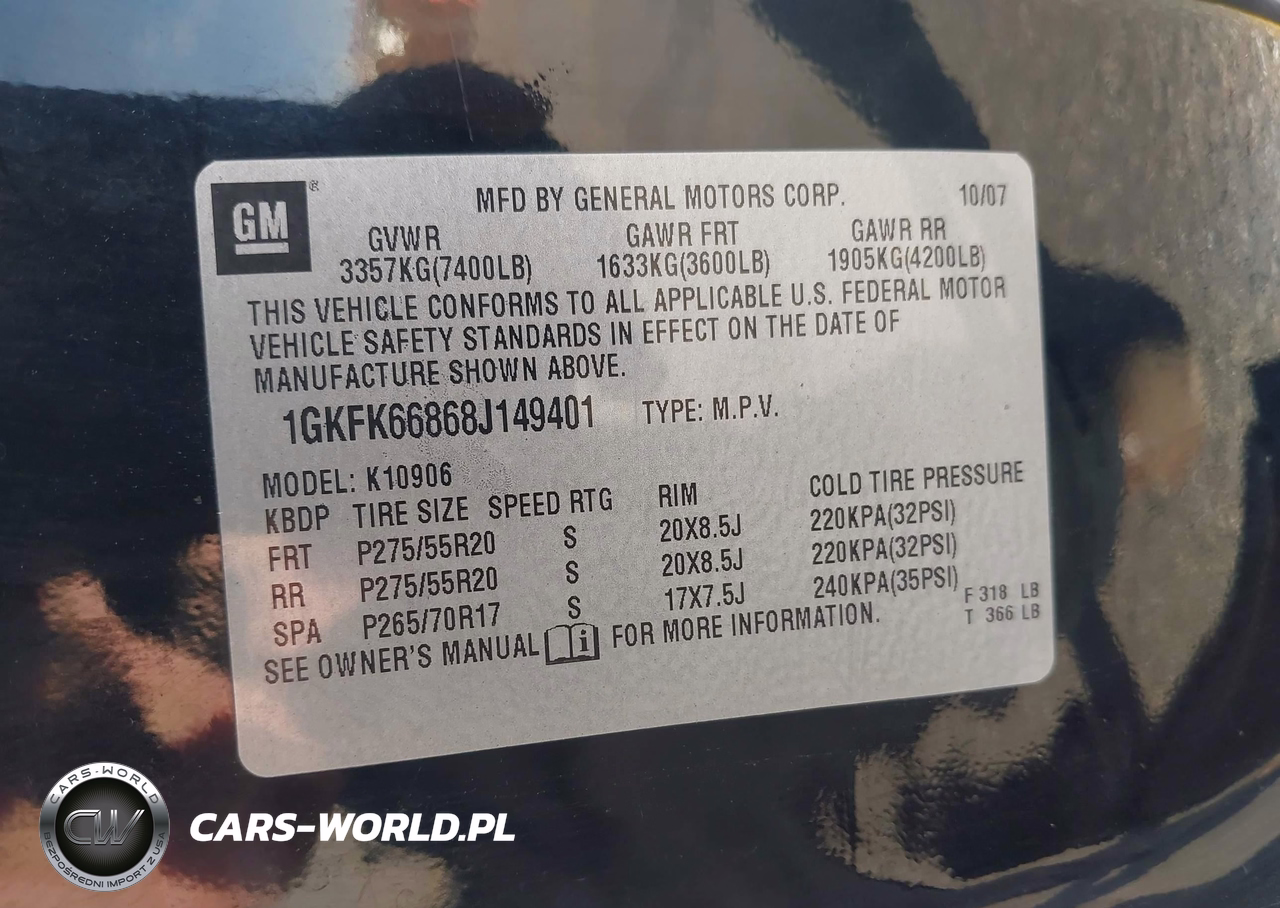 GM ® MFD BY GENERAL MOTORS CORP. 10/07
GVWR GAWR FRT GAWR RR
3357KG(7400LB) 1633KG(3600LB) 1905KG(4200LB)
THIS VEHICLE CONFORMS TO ALL APPLICABLE U.S. FEDERAL MOTOR
VEHICLE SAFETY STANDARDS IN EFFECT ON THE DATE OF
MANUFACTURE SHOWN ABOVE.
1GKFK66868J149401 TYPE: M.P.V.
MODEL: K10906
KBDP TIRE SIZE SPEED RTG RIM COLD TIRE PRESSURE
FRT P275/55R20 S 20X8.5J 220KPA(32PSI)
RR P275/55R20 S 20X8.5J 220KPA(32PSI)
SPA P265/70R17 S 17X7.5J 240KPA(35PSI)
F 318 LB
T 366 LB
SEE OWNER'S MANUAL i FOR MORE INFORMATION.
CARS-WORLD
CW
BEZPOŚREDNI IMPORT Z USA
CARS-WORLD.PL